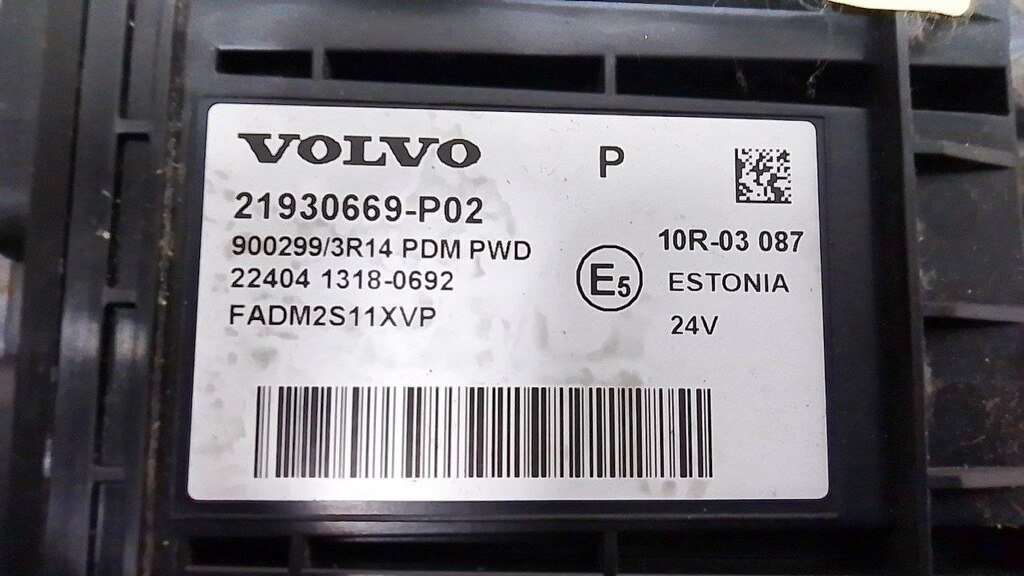 VOLVO
P
21930669-P02
900299/3R14 PDM PWD
22404 1318-0692
FADM2S11XVP
E5
10R-03 087
ESTONIA
24V